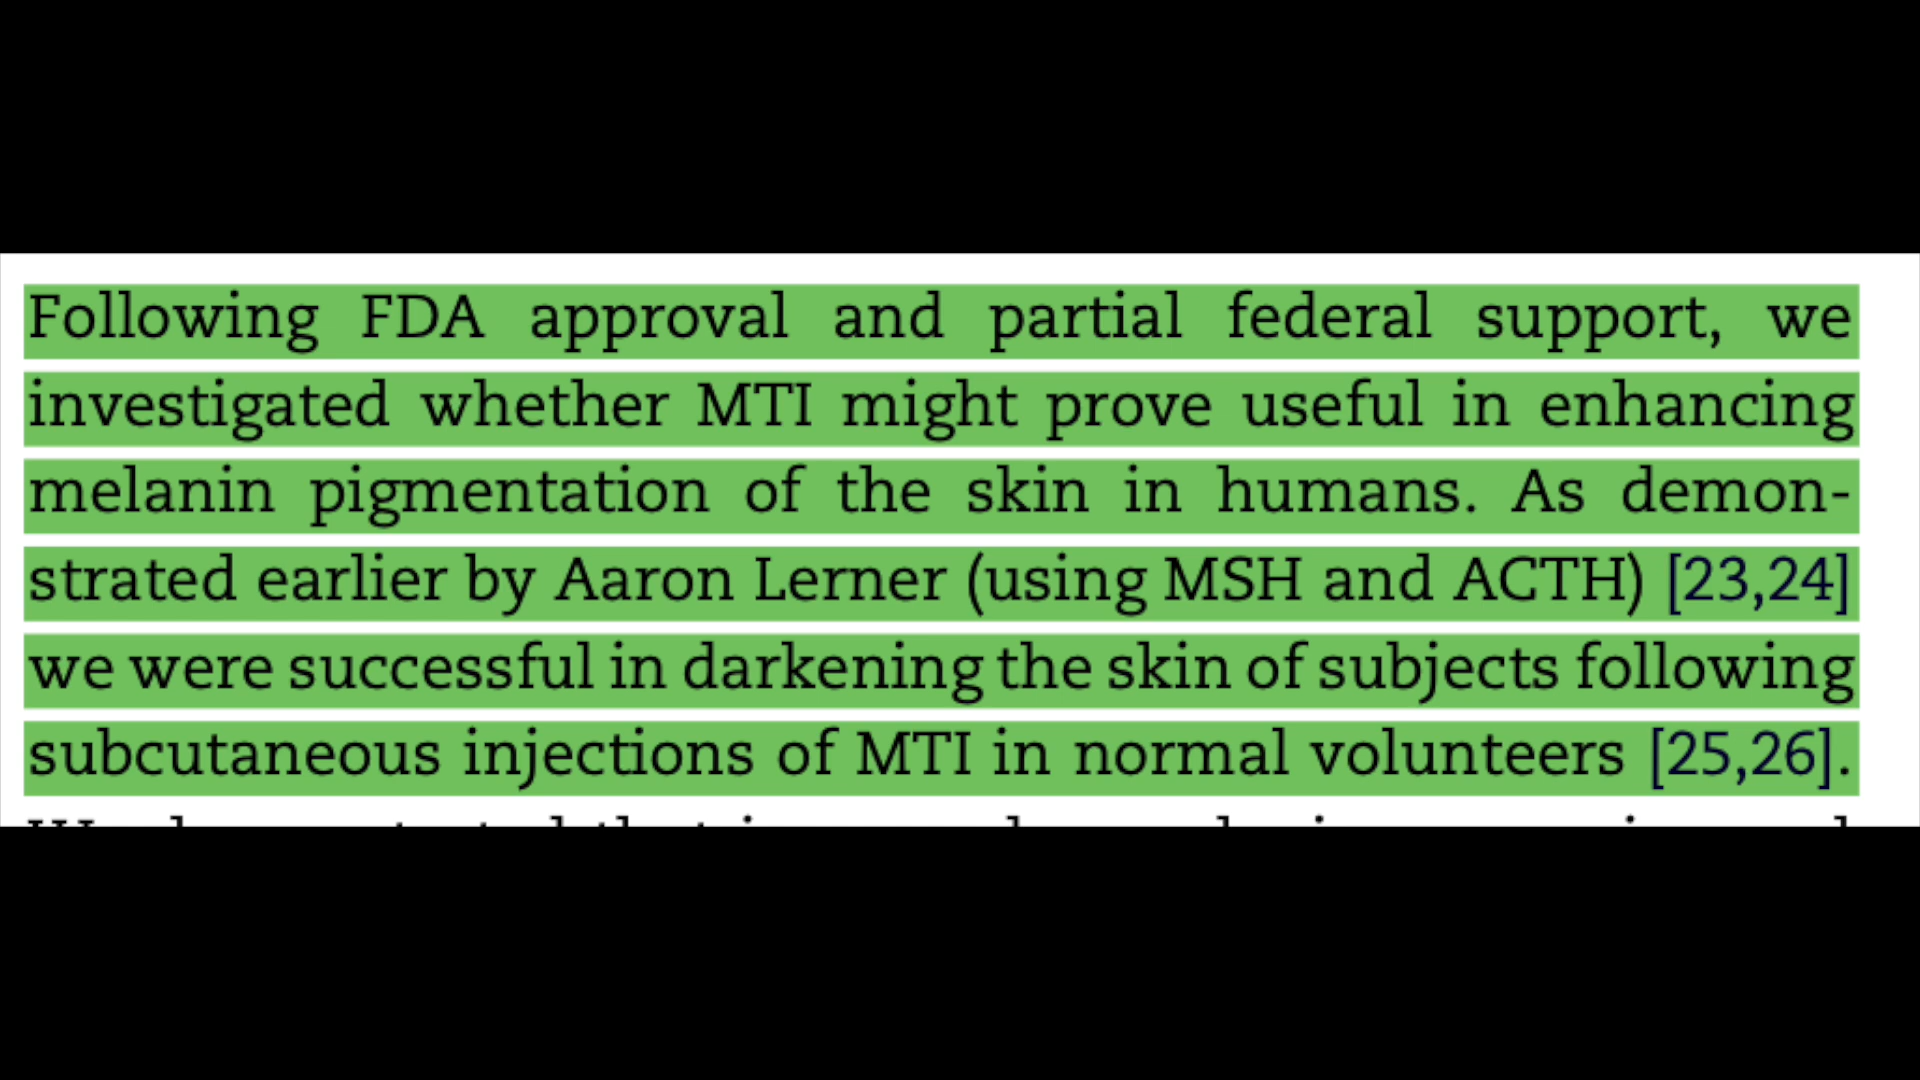 Following FDA approval and partial federal support, we
investigated whether MTI might prove useful in enhancing
melanin pigmentation of the skin in humans. As demon-
strated earlier by Aaron Lerner (using MSH and ACTH) [23,24]
we were successful in darkening the skin of subjects following
subcutaneous injections of MTI in normal volunteers [25,26].